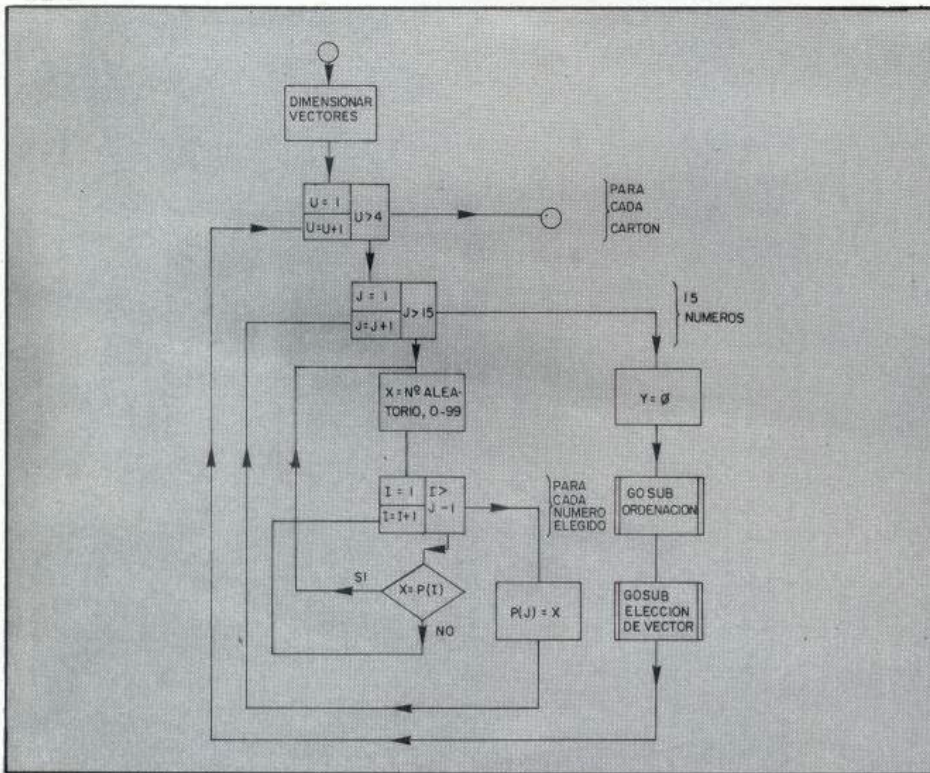 DIMENSIONAR
VECTORES
U = 1
U=U+1
U>4
PARA
CADA
CARTON
J = 1
J=J+1
J>15
15
NUMEROS
X=Nº ALEA-
TORIO, 0-99
Y=Ø
I = 1
I=I+1
I>
J-1
PARA
CADA
NUMERO
ELEGIDO
GO SUB
ORDENACION
SI
X=P(I)
NO
P(J)=X
GOSUB
ELECCION
DE VECTOR